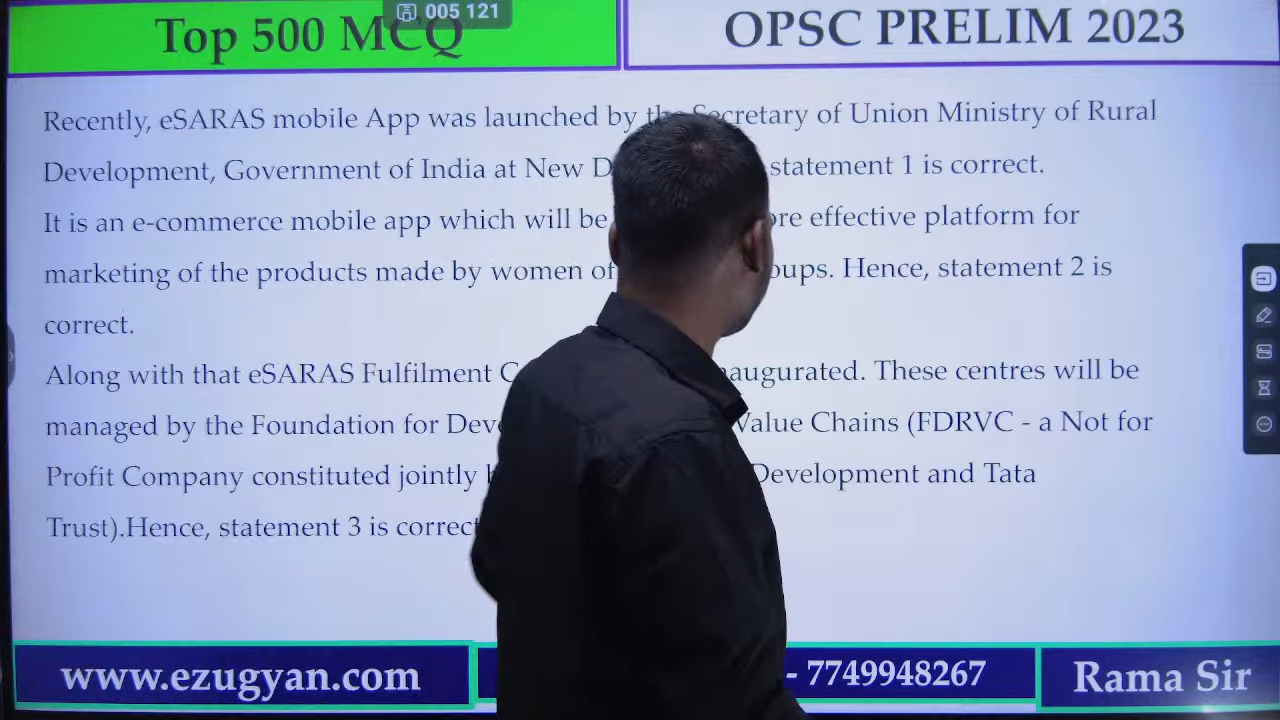 Top 500 MCQ
005 121
OPSC PRELIM 2023
Recently, eSARAS mobile App was launched by the Secretary of Union Ministry of Rural
Development, Government of India at New statement 1 is correct.
It is an e-commerce mobile app which will be effective platform for
marketing of the products made by women of Hence, statement 2 is
correct.
Along with that eSARAS Fulfilment These centres will be
managed by the Foundation for Value Chains (FDRVC - a Not for
Profit Company constituted jointly Development and Tata
Trust).Hence, statement 3 is correct
www.ezugyan.com
- 7749948267
Rama Sir